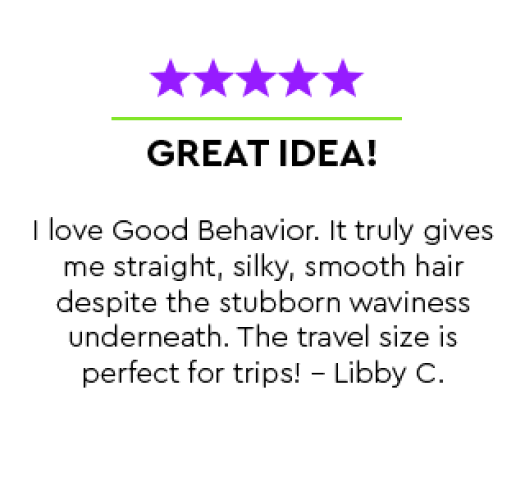 GREAT IDEA!
I love Good Behavior. It truly gives
me straight, silky, smooth hair
despite the stubborn waviness
underneath. The travel size is
perfect for trips! – Libby C.